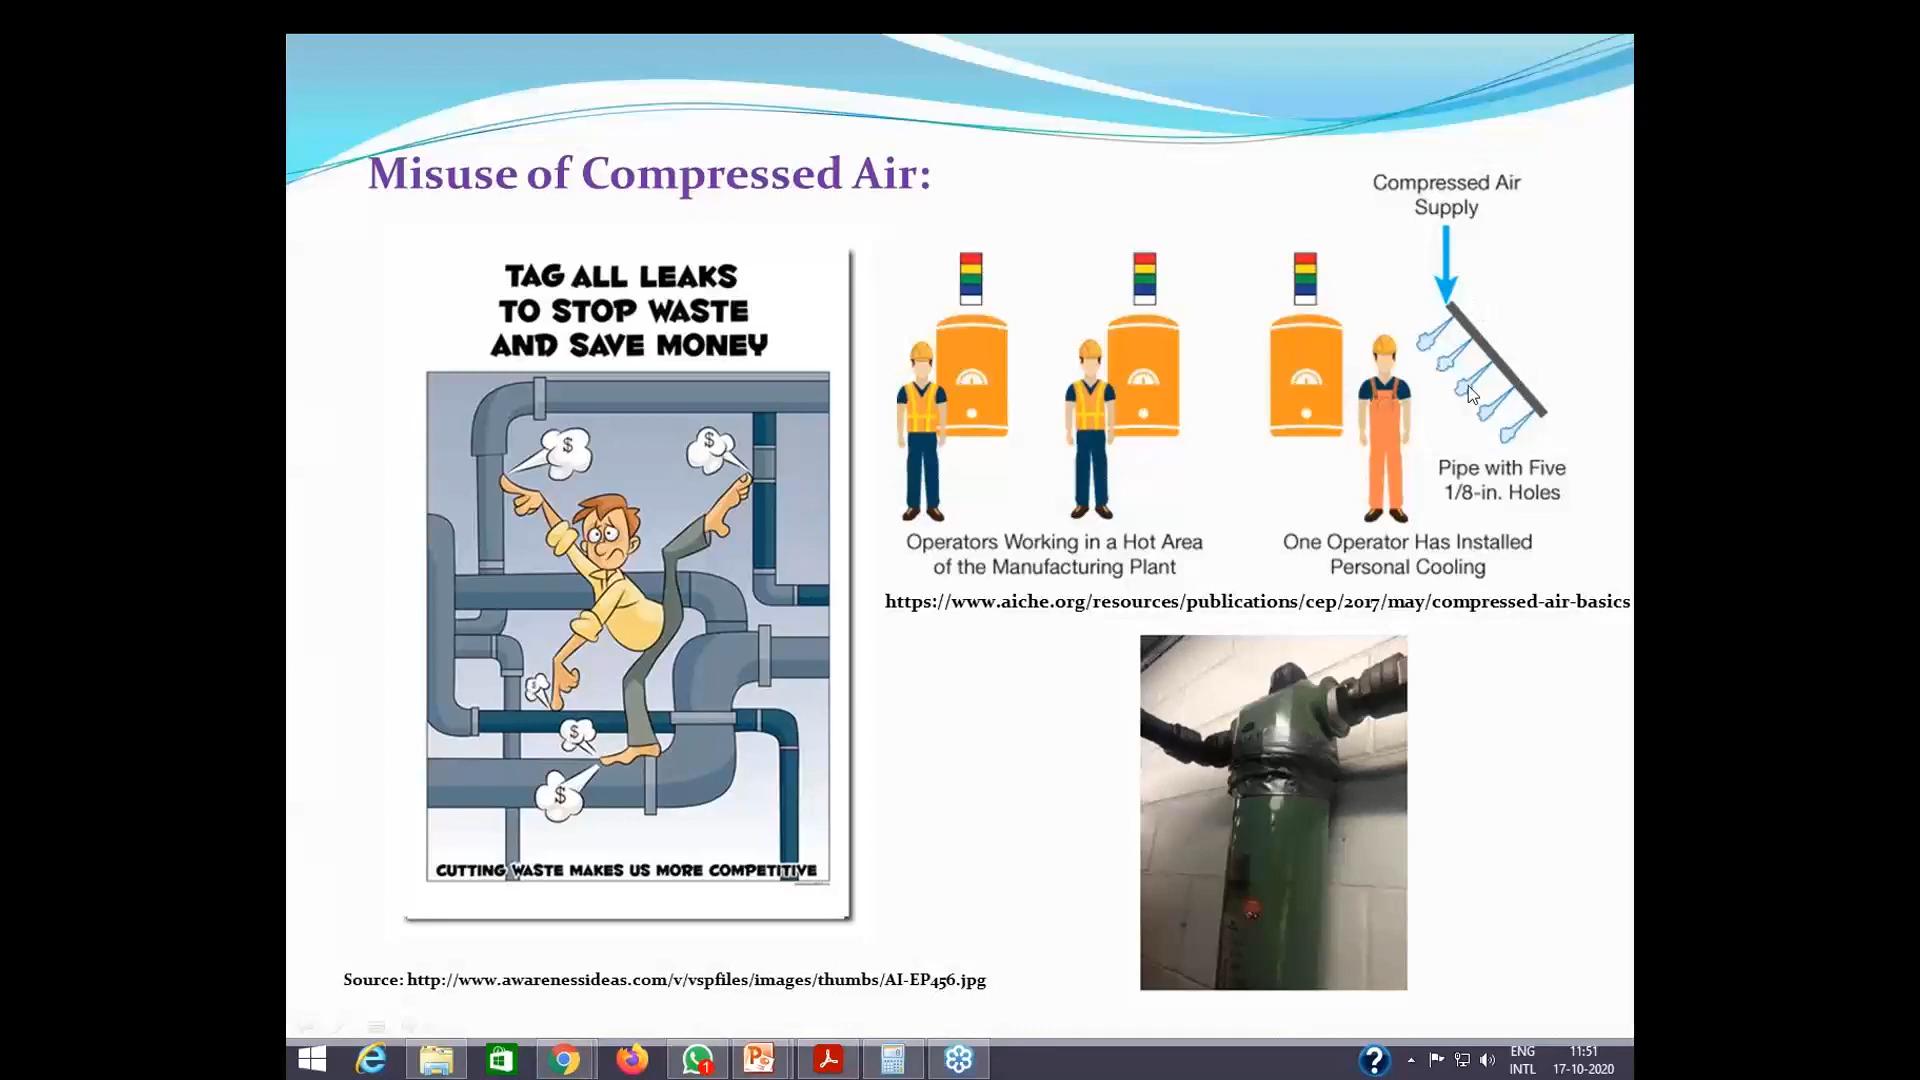 Misuse of Compressed Air:
TAG ALL LEAKS
TO STOP WASTE
AND SAVE MONEY
$
$
$
$
$
CUTTING WASTE MAKES US MORE COMPETITIVE
Source: http://www.awarenessideas.com/v/vspfiles/images/thumbs/AI-EP456.jpg
Compressed Air
Supply
Pipe with Five
1/8-in. Holes
Operators Working in a Hot Area
of the Manufacturing Plant
One Operator Has Installed
Personal Cooling
https://www.aiche.org/resources/publications/cep/2017/may/compressed-air-basics
1
ENG
INTL
11:51
17-10-2020